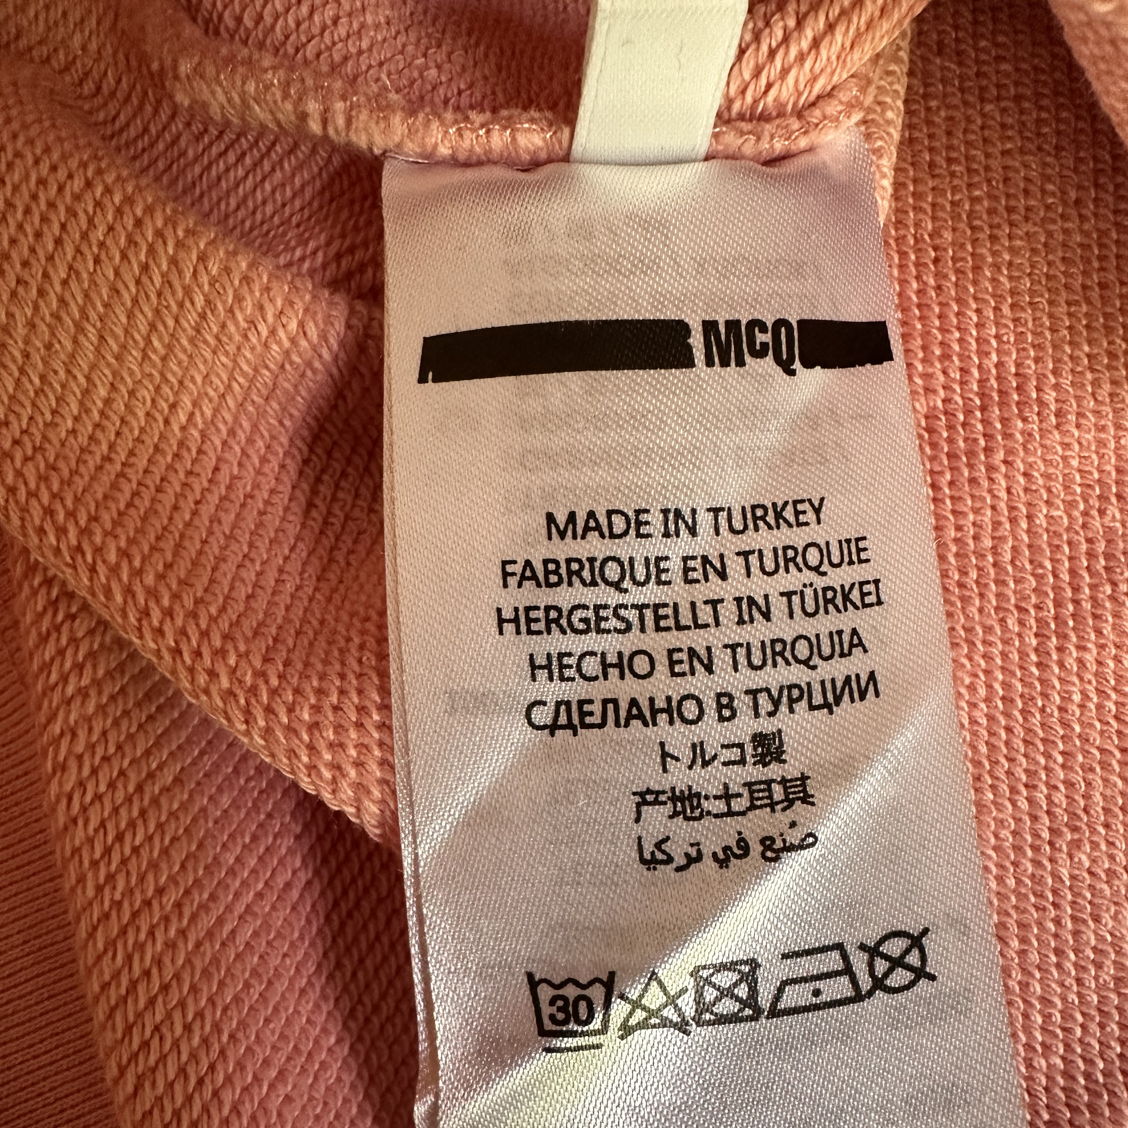 McQ
MADE IN TURKEY
FABRIQUE EN TURQUIE
HERGESTELLT IN TÜRKEI
HECHO EN TURQUIA
СДЕЛАНО В ТУРЦИИ
トルコ製
产地:土耳其
صُنع في تركيا
30